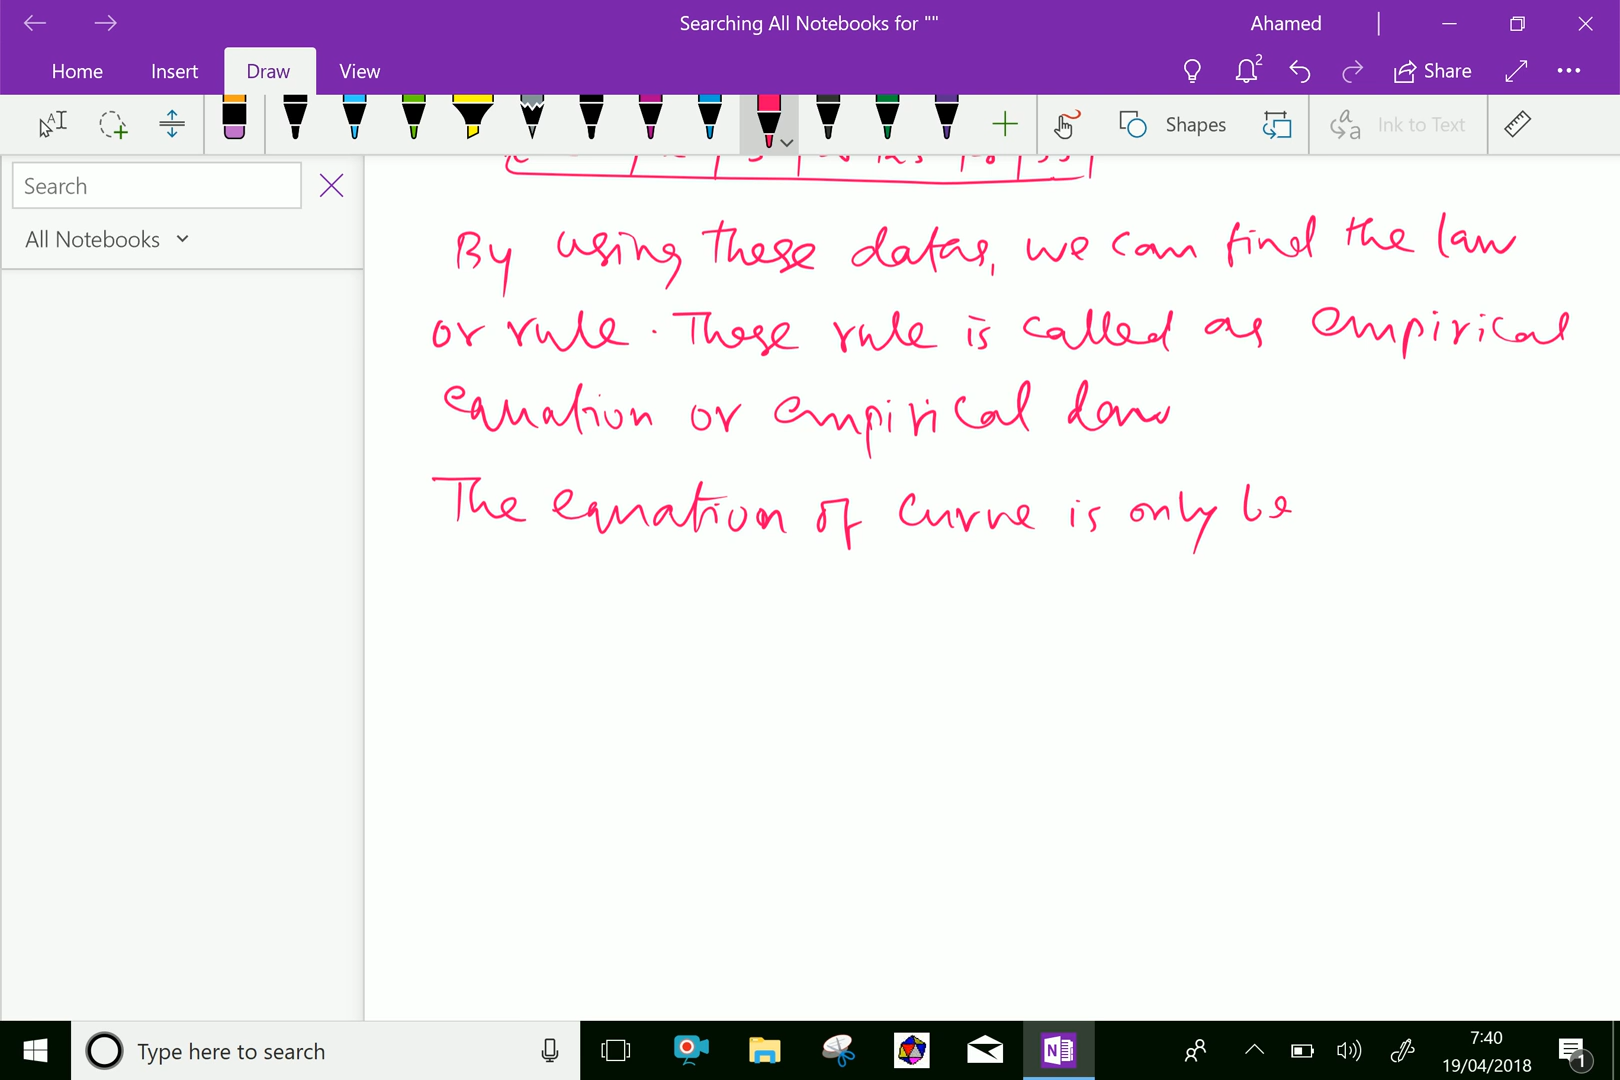 Searching All Notebooks for ""
Ahamed
Home Insert Draw View
2
Share
Shapes
Ink to Text
Search
All Notebooks
By using these datas, we can find the law
or rule. These rule is called as empirical
equation or empirical law
The equation of curve is only be
Type here to search
7:40
19/04/2018
1